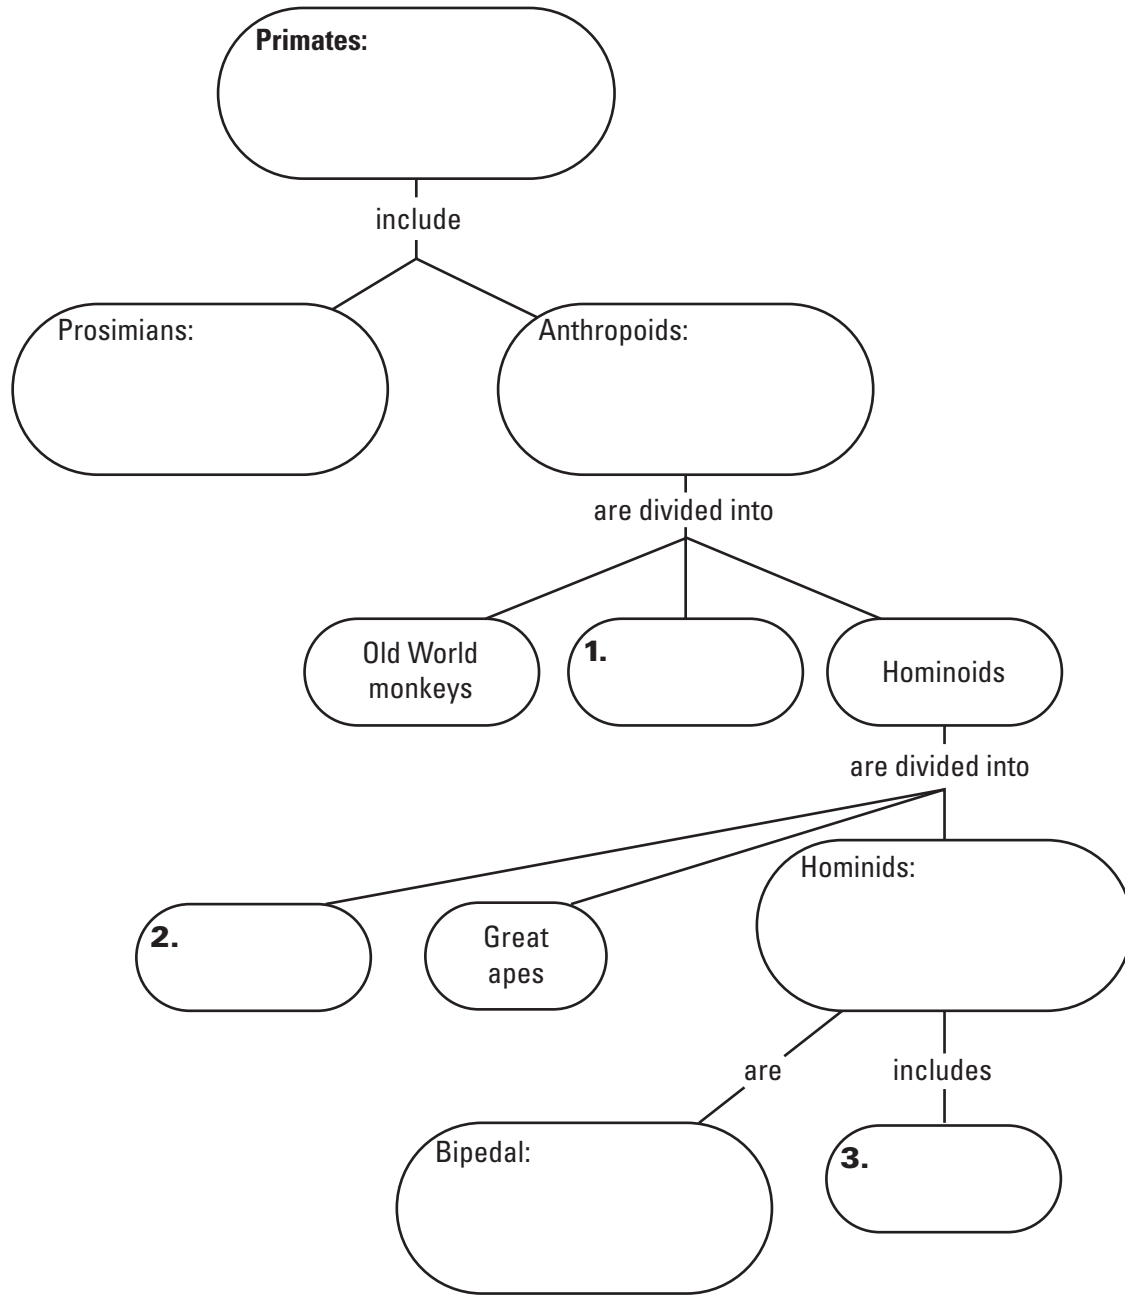 Primates:
include
Prosimians:
Anthropoids:
are divided into
Old World
monkeys
1.
Hominoids
are divided into
Hominids:
2.
Great
apes
are
includes
Bipedal:
3.